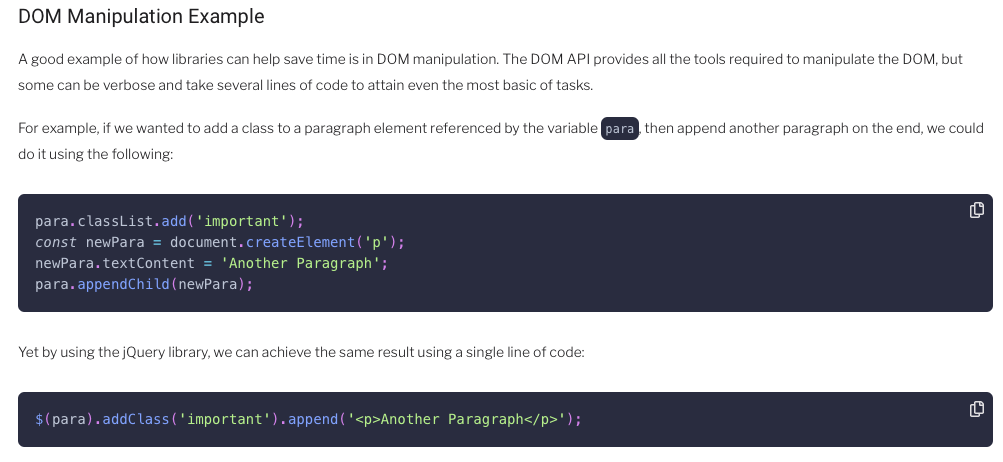 DOM Manipulation Example
A good example of how libraries can help save time is in DOM manipulation. The DOM API provides all the tools required to manipulate the DOM, but
some can be verbose and take several lines of code to attain even the most basic of tasks.
For example, if we wanted to add a class to a paragraph element referenced by the variable para, then append another paragraph on the end, we could
do it using the following:
para.classList.add('important');
const newPara = document.createElement('p');
newPara.textContent = 'Another Paragraph';
para.appendChild(newPara);
Yet by using the jQuery library, we can achieve the same result using a single line of code:
$(para).addClass('important').append('<p>Another Paragraph</p>');